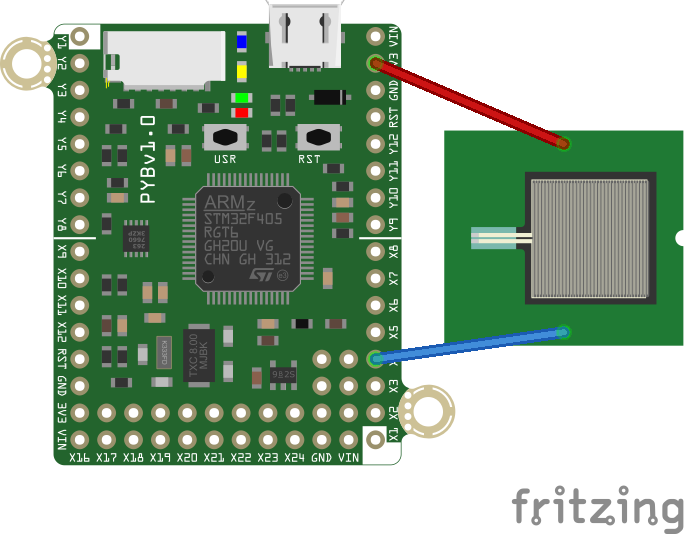 Y1
Y2
Y3
Y4
Y5
Y6
Y7
Y8
X9
X10
X11
X12
RST
GND
3V3
VIN
PYBv1.0
USR
RST
VIN
GND
RST
Y12
Y11
Y10
Y9
X8
X7
X6
X5
X3
X2
X1
ARMz
STM32F405
RGT6
GH20U VG
CHN GH 312
ST e3
K33FD
TXC 8.00
MJBK
X16 X17 X18 X19 X20 X21 X22 X23 X24 GND VIN
fritzing